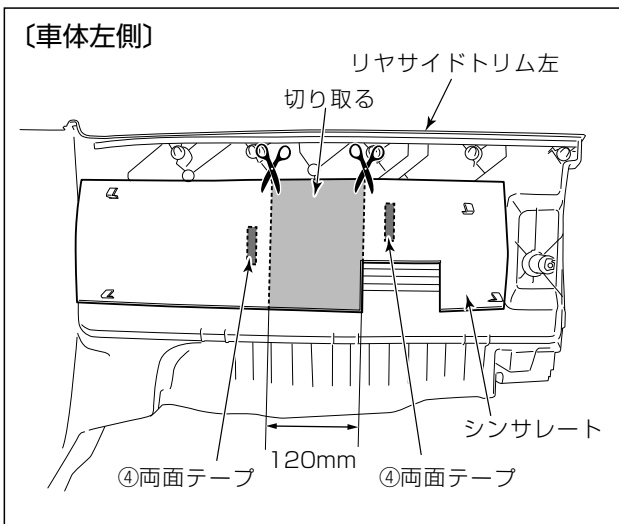 〔車体左側〕
リヤサイドトリム左
切り取る
シンサレート
120mm
④両面テープ
④両面テープ